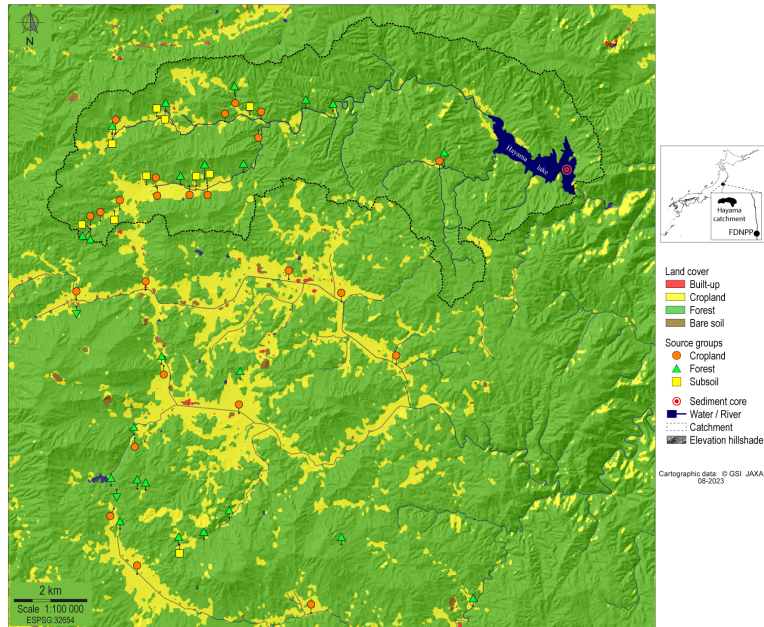 N
Hayama lake
Hayama
catchment
FDNPP
Land cover
Built-up
Cropland
Forest
Bare soil
Source groups
Cropland
Forest
Subsoil
Sediment core
Water / River
Catchment
Elevation hillshade
Cartographic data: © GSI JAXA
08-2023
2 km
Scale 1:100 000
ESPSG:32654